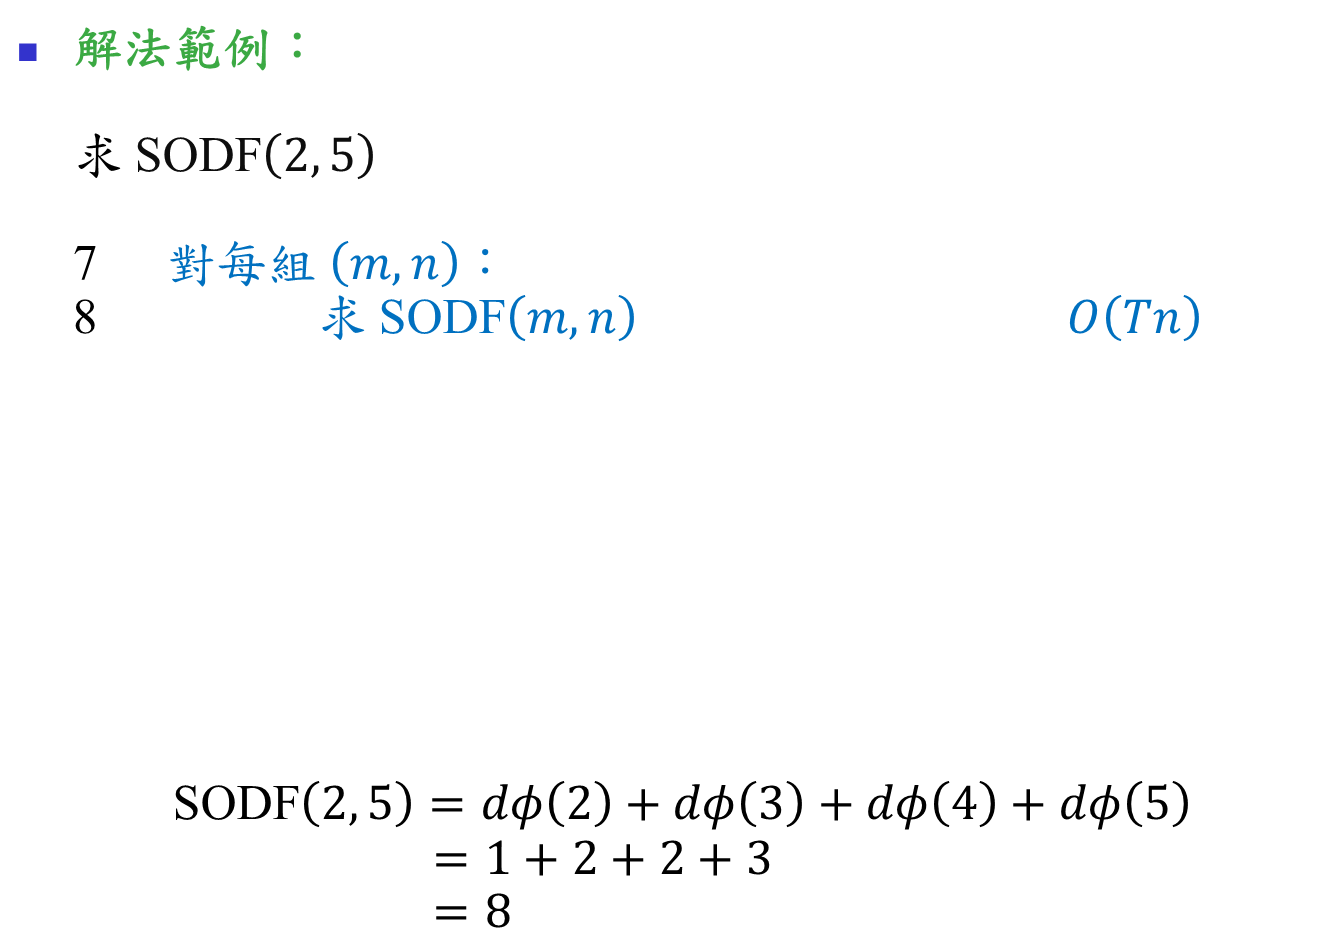 解法範例：
求 SODF(2, 5)
7 對每組 (𝑚, 𝑛)：
8 求 SODF(𝑚, 𝑛) 𝑂(𝑇𝑛)
SODF(2, 5) = 𝑑𝜙(2) + 𝑑𝜙(3) + 𝑑𝜙(4) + 𝑑𝜙(5)
= 1 + 2 + 2 + 3
= 8